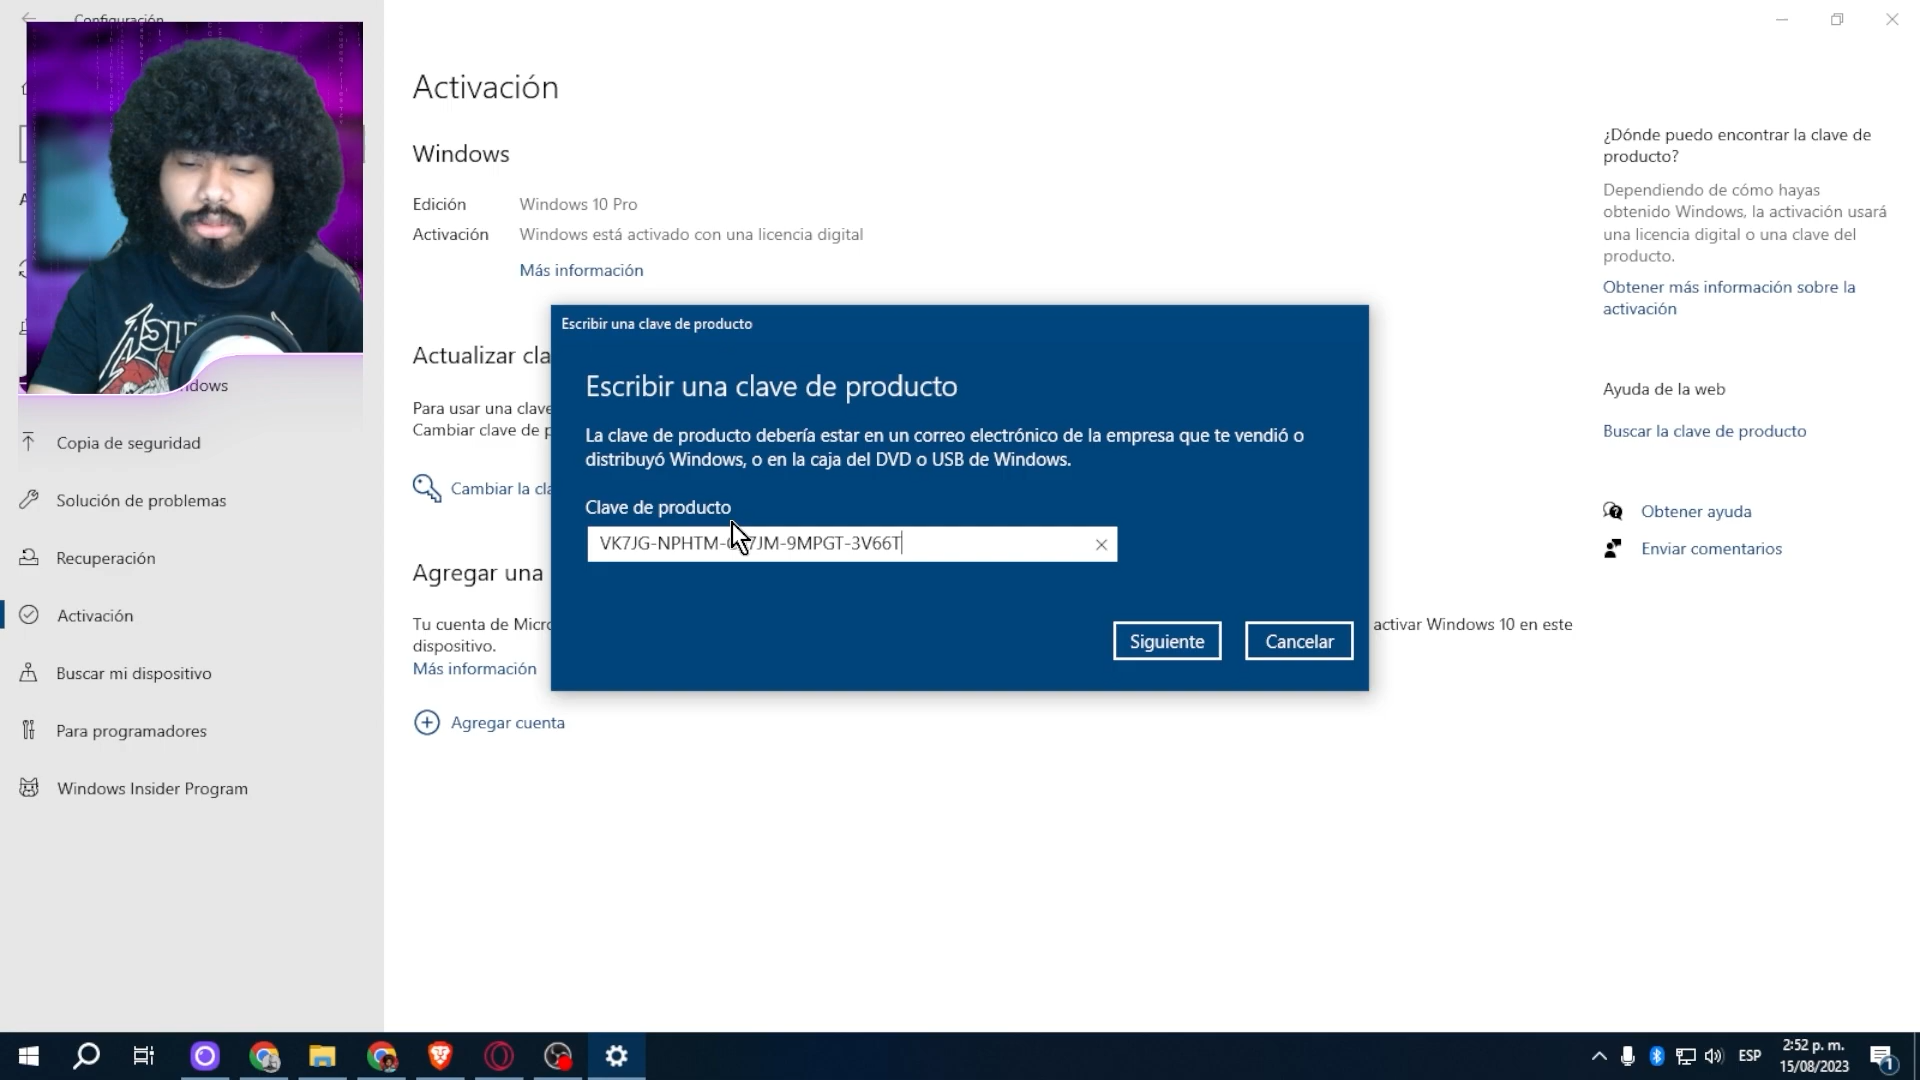 Configuración
Activación
Windows
Edición Windows 10 Pro
Activación Windows está activado con una licencia digital
Más información
Actualizar cla
Para usar una clave
Cambiar clave de p
Cambiar la cla
Agregar una
Tu cuenta de Micro
activar Windows 10 en este
dispositivo.
Más información
Agregar cuenta
Escribir una clave de producto
Escribir una clave de producto
La clave de producto debería estar en un correo electrónico de la empresa que te vendió o
distribuyó Windows, o en la caja del DVD o USB de Windows.
Clave de producto
VK7JG-NPHTM- 7JM-9MPGT-3V66T
Siguiente
Cancelar
¿Dónde puedo encontrar la clave de
producto?
Dependiendo de cómo hayas
obtenido Windows, la activación usará
una licencia digital o una clave del
producto.
Obtener más información sobre la
activación
Ayuda de la web
Buscar la clave de producto
Obtener ayuda
Enviar comentarios
dows
Copia de seguridad
Solución de problemas
Recuperación
Activación
Buscar mi dispositivo
Para programadores
Windows Insider Program
ESP
2:52 p. m.
15/08/2023
1